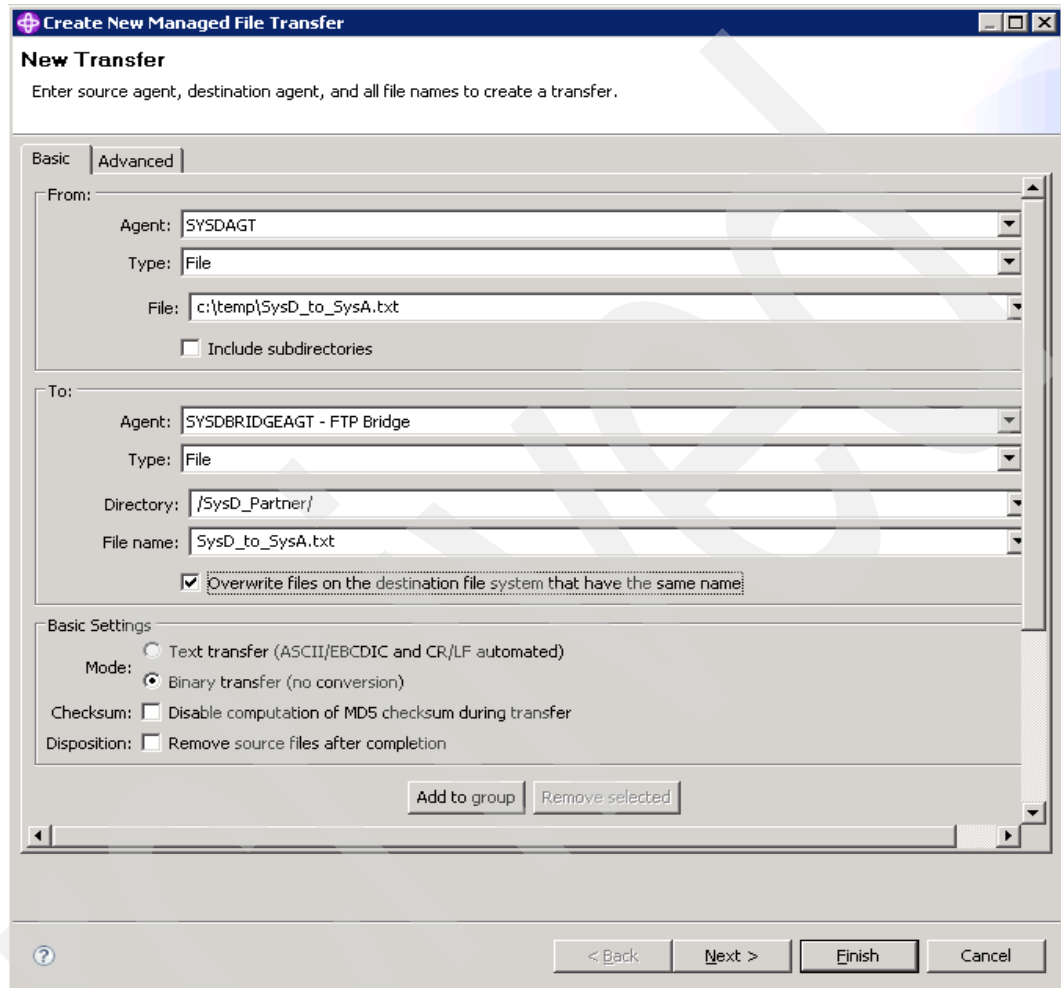 Create New Managed File Transfer
New Transfer
Enter source agent, destination agent, and all file names to create a transfer.
Basic Advanced
From:
Agent: SYSDAGT
Type: File
File: c:\temp\SysD_to_SysA.txt
Include subdirectories
To:
Agent: SYSDBRIDGEAGT - FTP Bridge
Type: File
Directory: /SysD_Partner/
File name: SysD_to_SysA.txt
Overwrite files on the destination file system that have the same name
Basic Settings
Mode: Text transfer (ASCII/EBCDIC and CR/LF automated)
Binary transfer (no conversion)
Checksum: Disable computation of MD5 checksum during transfer
Disposition: Remove source files after completion
Add to group Remove selected
? < Back Next > Finish Cancel